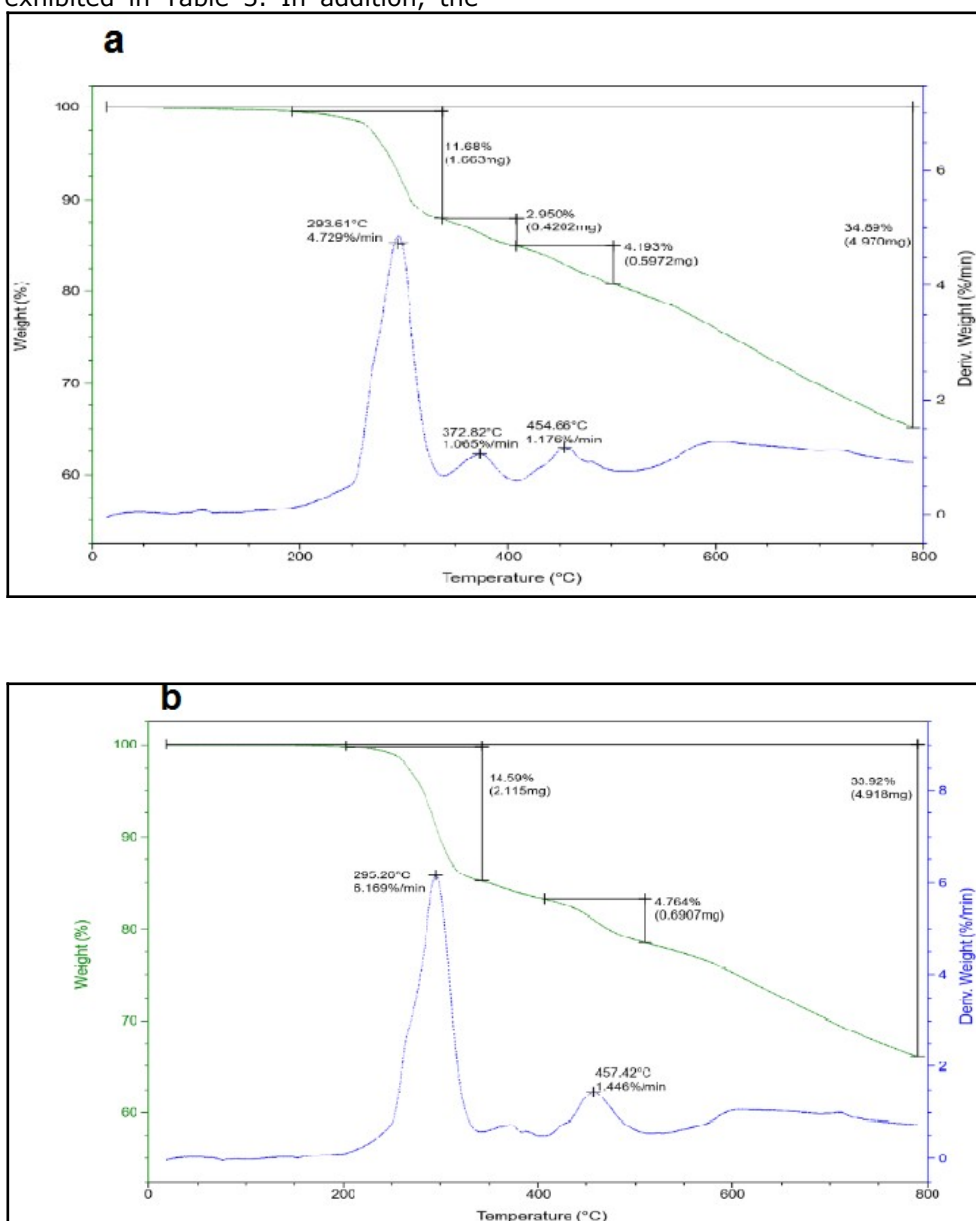 exhibited in Table 3. In addition, the
a
100
90
80
70
60
Weight (%)
11.68%
(1.663mg)
2.950%
(0.4202mg)
4.193%
(0.5972mg)
34.89%
(4.970mg)
293.61°C
4.729%/min
372.82°C
1.065%/min
454.66°C
1.176%/min
6
4
2
0
Deriv. Weight (%/min)
0
200
400
600
800
Temperature (°C)
b
100
90
80
70
60
Weight (%)
14.59%
(2.115mg)
4.764%
(0.6907mg)
33.92%
(4.918mg)
295.20°C
6.169%/min
457.42°C
1.446%/min
8
6
4
2
0
Deriv. Weight (%/min)
0
200
400
600
800
Temperature (°C)